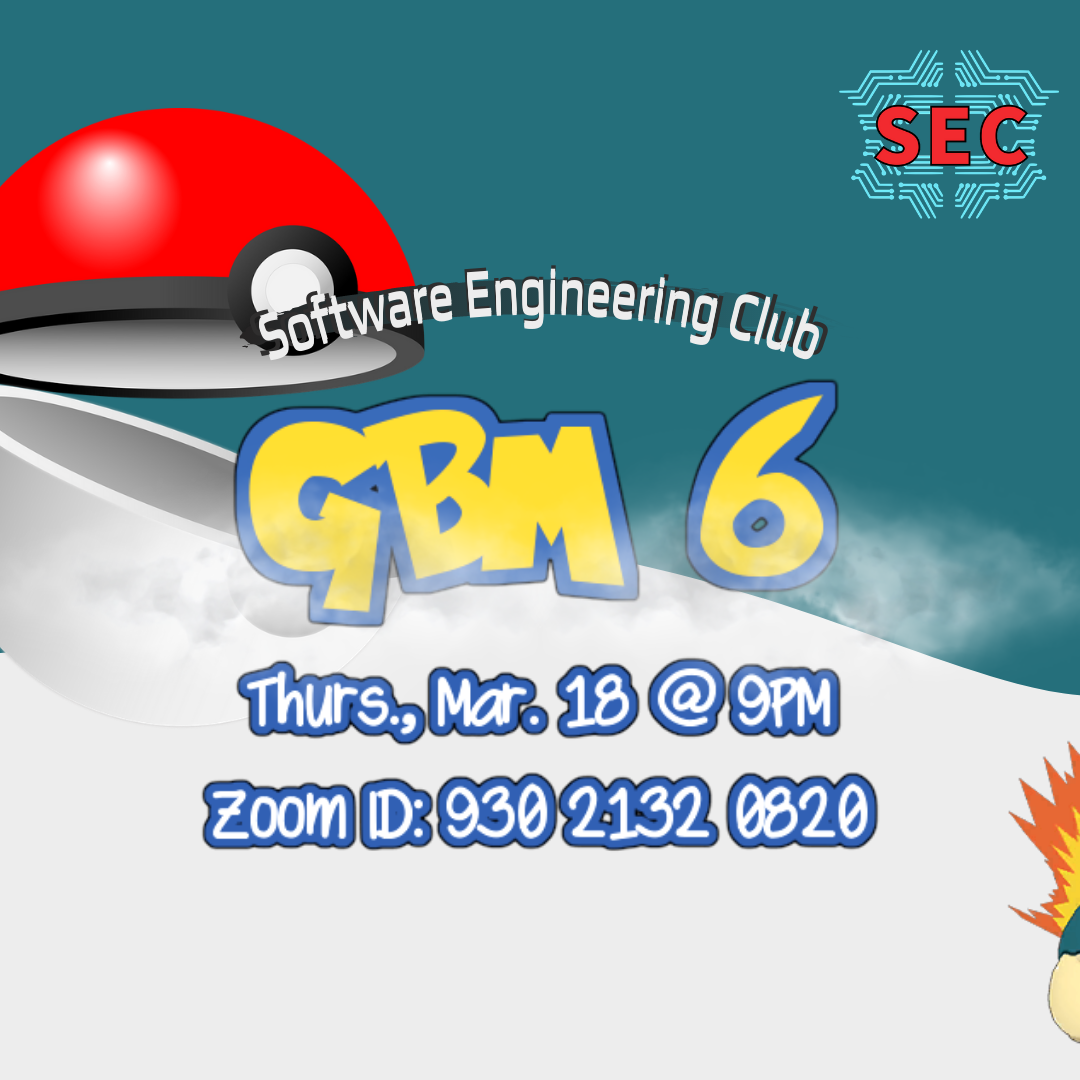 SEC
Software Engineering Club
GBM 6
Thurs., Mar. 18 @ 9PM
Zoom ID: 930 2132 0820